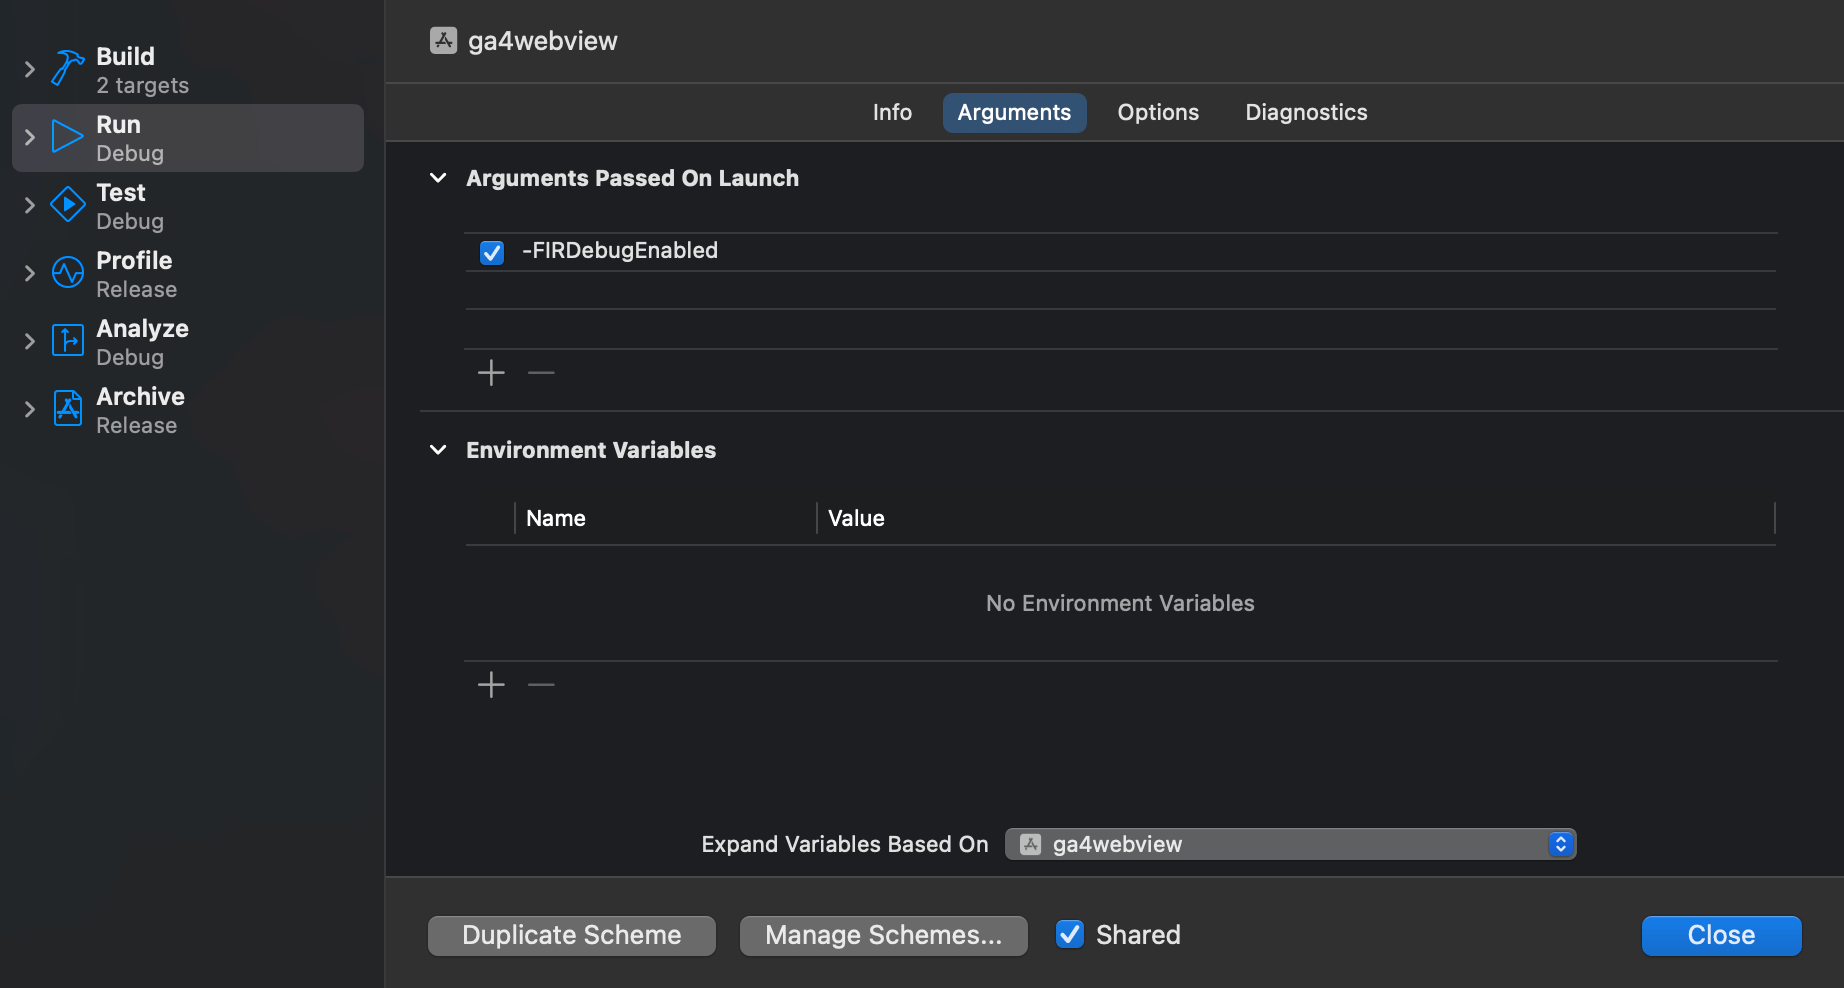 Build
2 targets
Run
Debug
Test
Debug
Profile
Release
Analyze
Debug
Archive
Release
ga4webview
Info Arguments Options Diagnostics
Arguments Passed On Launch
-FIRDebugEnabled
Environment Variables
Name Value
No Environment Variables
Expand Variables Based On ga4webview
Duplicate Scheme Manage Schemes... Shared Close